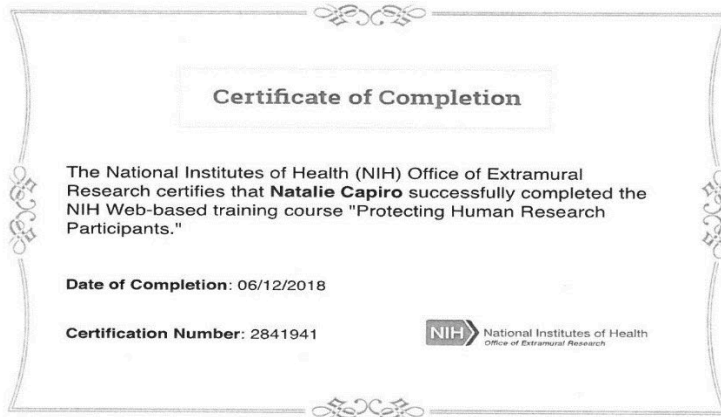 Certificate of Completion
The National Institutes of Health (NIH) Office of Extramural
Research certifies that Natalie Capiro successfully completed the
NIH Web-based training course "Protecting Human Research
Participants."
Date of Completion: 06/12/2018
Certification Number: 2841941
NIH National Institutes of Health
Office of Extramural Research